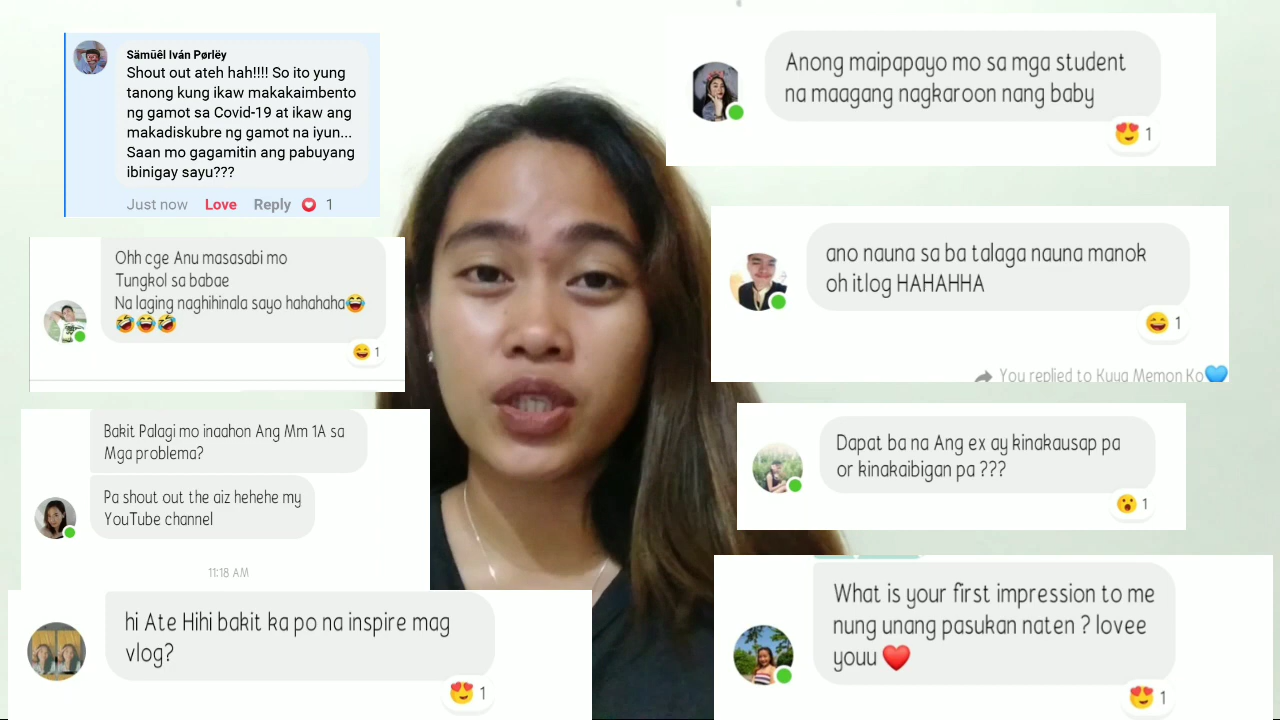 Sämüêl Iván Pørlëy
Shout out ateh hah!!!! So ito yung
tanong kung ikaw makakaimbento
ng gamot sa Covid-19 at ikaw ang
makadiskubre ng gamot na iyun...
Saan mo gagamitin ang pabuyang
ibinigay sayu???
Just now Love Reply 1
Ohh cge Anu masasabi mo
Tungkol sa babae
Na laging naghihinala sayo hahahaha😂
🤣😂🤣
😄 1
Bakit Palagi mo inaahon Ang Mm 1A sa
Mga problema?
Pa shout out the aiz hehehe my
YouTube channel
11:18 AM
hi Ate Hihi bakit ka po na inspire mag
vlog?
😍 1
Anong maipapayo mo sa mga student
na maagang nagkaroon nang baby
😍 1
ano nauna sa ba talaga nauna manok
oh itlog HAHAHHA
😄 1
You replied to Kuya Memon Ko💙
Dapat ba na Ang ex ay kinakausap pa
or kinakaibigan pa ???
😮 1
What is your first impression to me
nung unang pasukan naten ? lovee
youu ❤️
😍 1